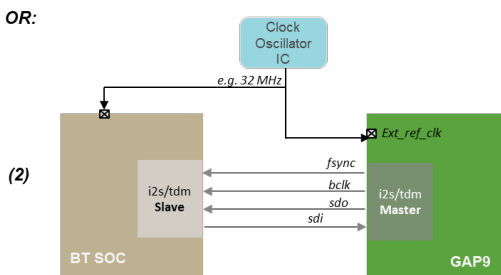 OR:
Clock
Oscillator
IC
e.g. 32 MHz
Ext_ref_clk
(2)
fsync
bclk
sdo
sdi
i2s/tdm
Slave
i2s/tdm
Master
BT SOC
GAP9